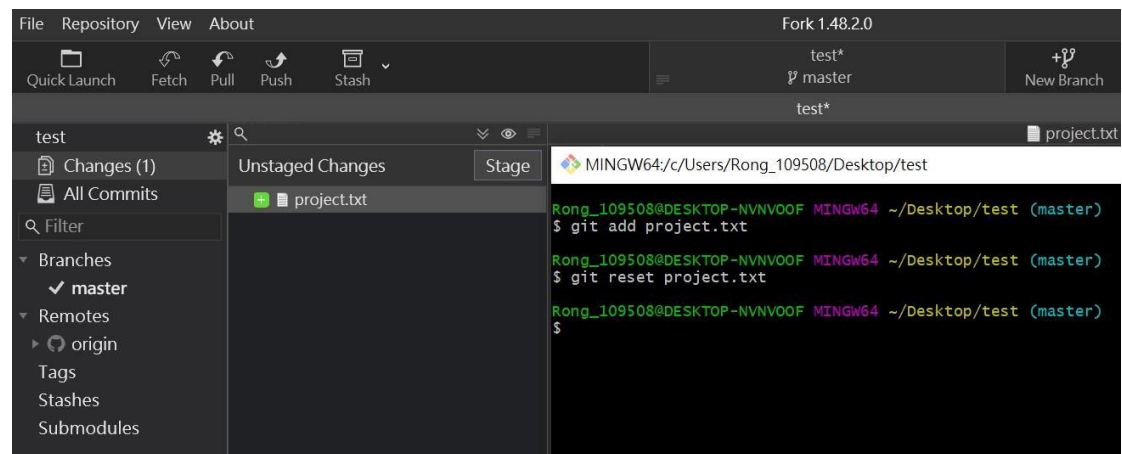 File Repository View About
Fork 1.48.2.0
Quick Launch Fetch Pull Push Stash
test*
master
New Branch
test*
test
Changes (1)
All Commits
Filter
Branches
master
Remotes
origin
Tags
Stashes
Submodules
Unstaged Changes Stage
project.txt
project.txt
MINGW64:/c/Users/Rong_109508/Desktop/test
Rong_109508@DESKTOP-NVNVOOF MINGW64 ~/Desktop/test (master)
$ git add project.txt
Rong_109508@DESKTOP-NVNVOOF MINGW64 ~/Desktop/test (master)
$ git reset project.txt
Rong_109508@DESKTOP-NVNVOOF MINGW64 ~/Desktop/test (master)
$